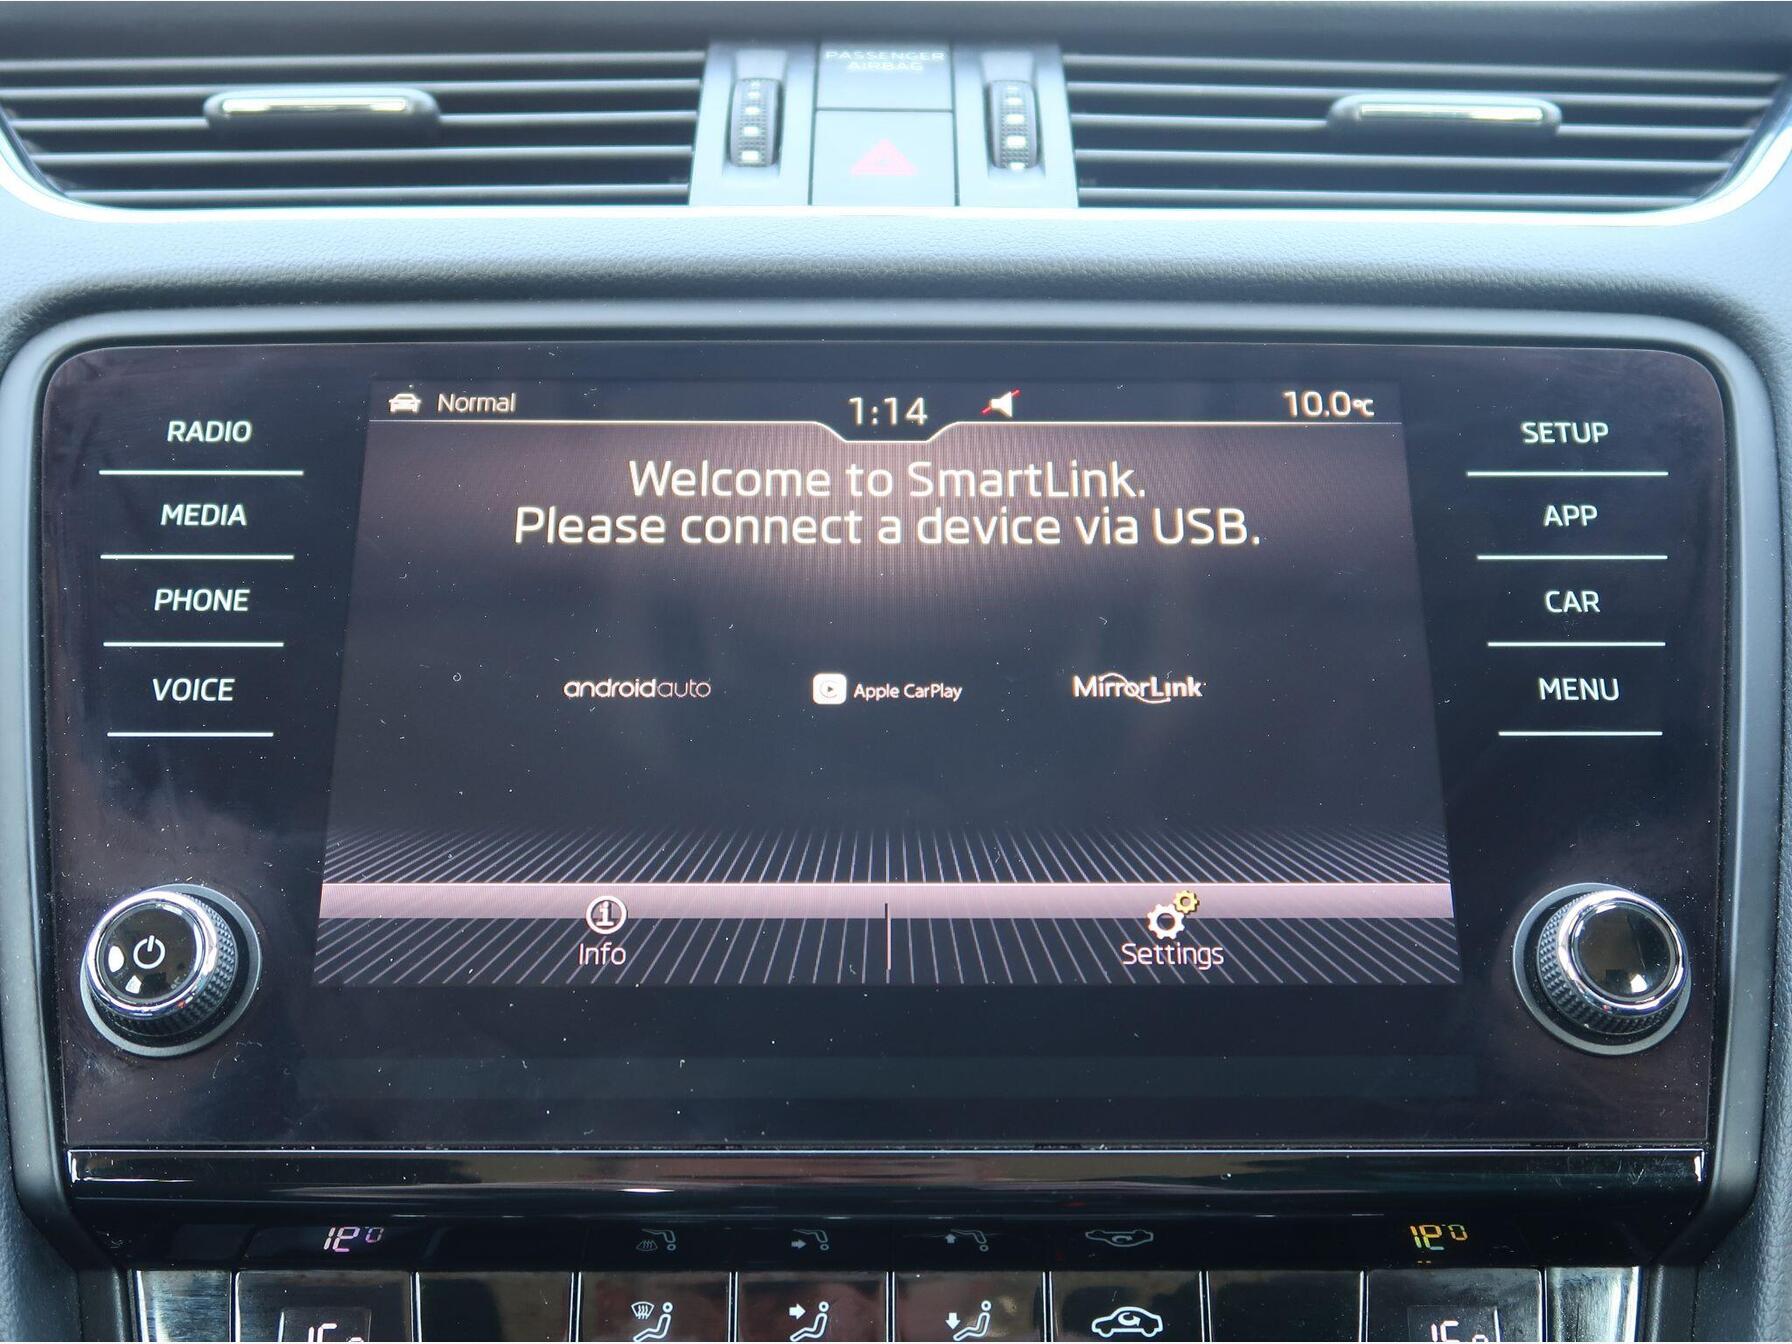 PASSENGER
AIRBAG
Normal
1:14
10.0°C
RADIO
SETUP
Welcome to SmartLink.
Please connect a device via USB.
MEDIA
APP
PHONE
CAR
VOICE
androidauto
Apple CarPlay
MirrorLink
MENU
Info
Settings